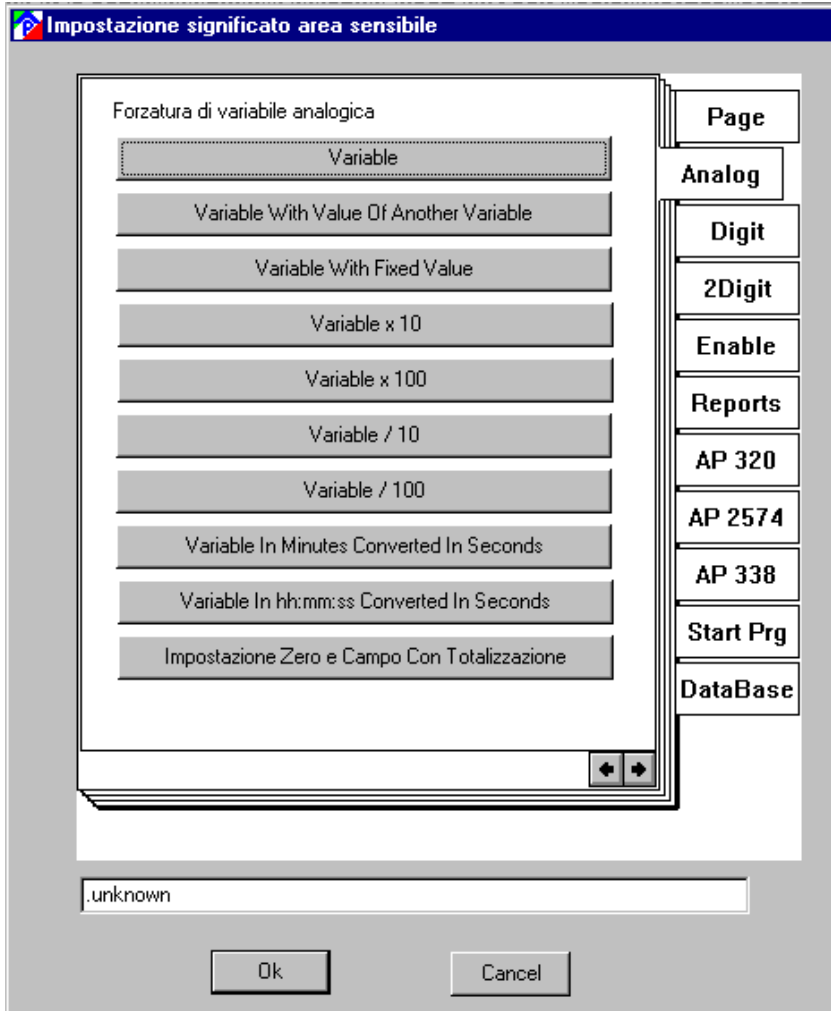 Impostazione significato area sensibile
Forzatura di variabile analogica
Variable
Variable With Value Of Another Variable
Variable With Fixed Value
Variable x 10
Variable x 100
Variable / 10
Variable / 100
Variable In Minutes Converted In Seconds
Variable In hh:mm:ss Converted In Seconds
Impostazione Zero e Campo Con Totalizzazione
Page
Analog
Digit
2Digit
Enable
Reports
AP 320
AP 2574
AP 338
Start Prg
DataBase
.unknown
Ok
Cancel